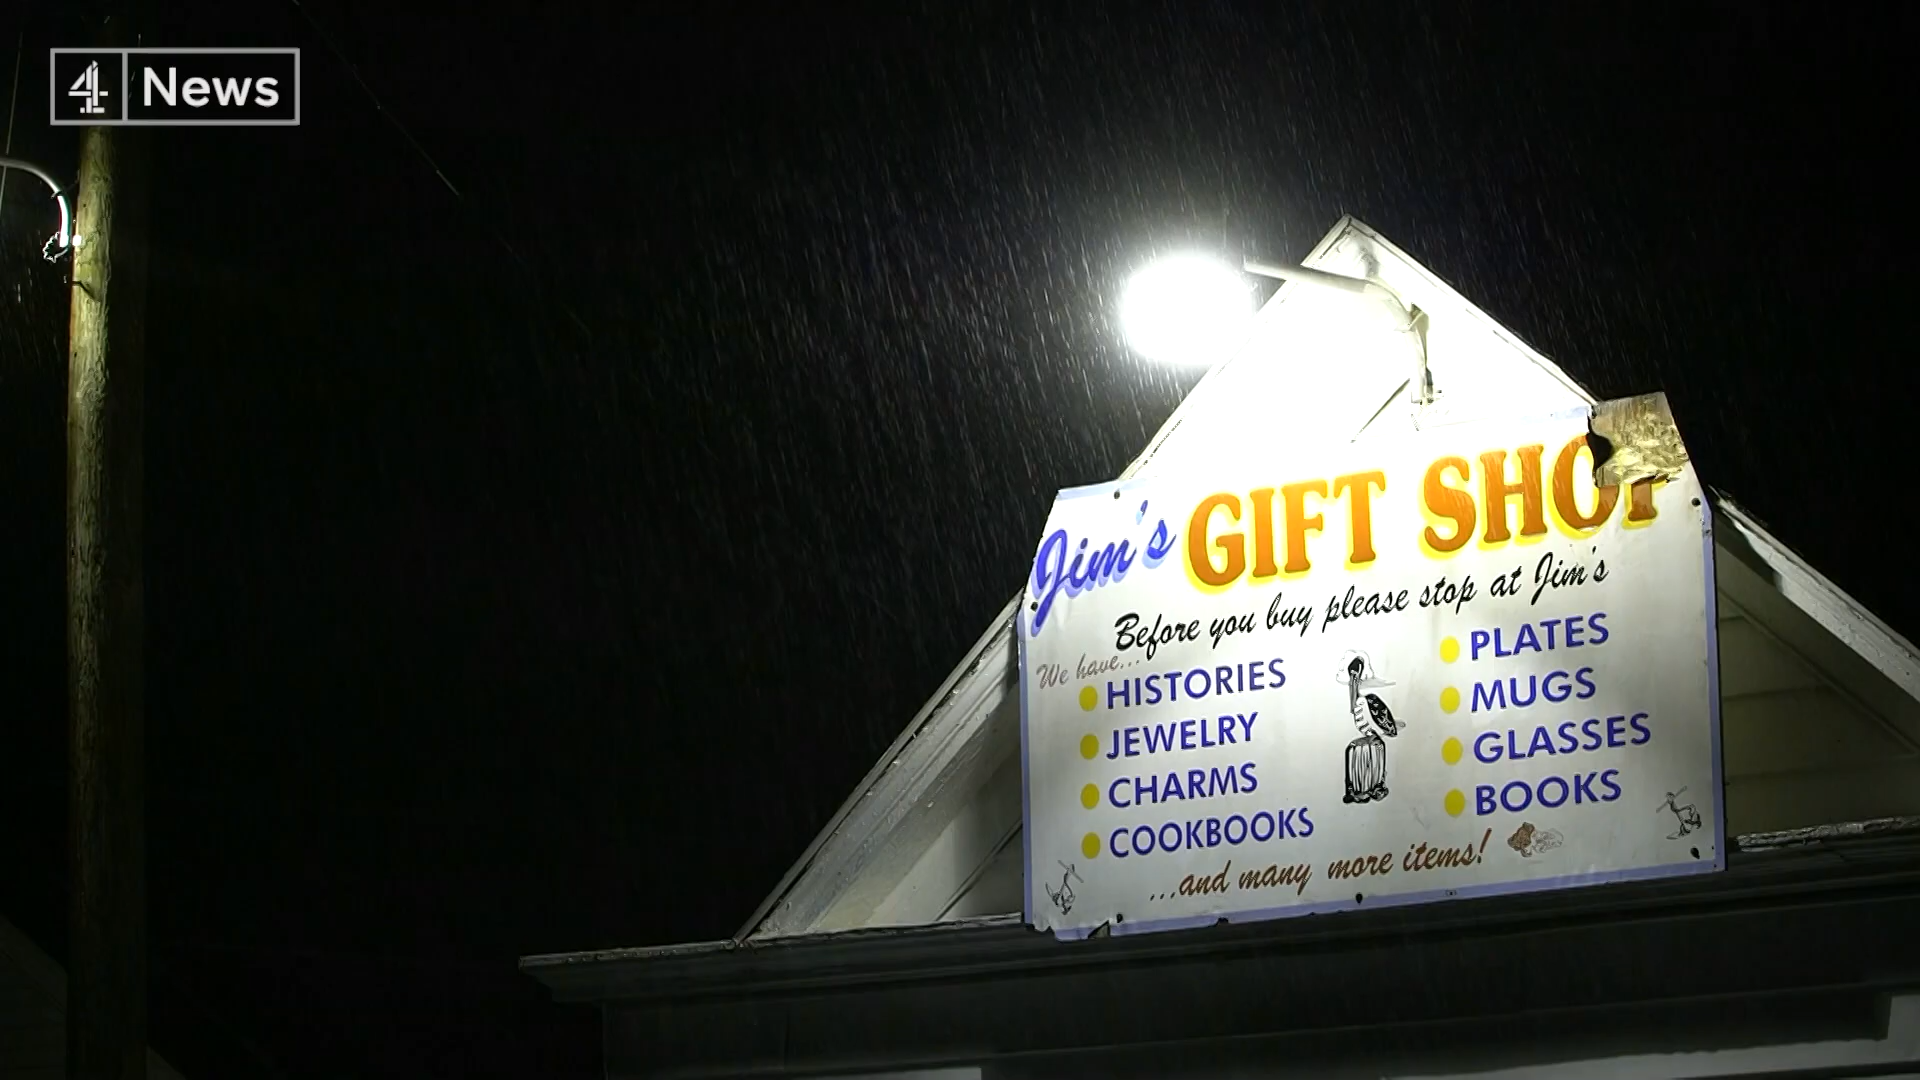 4 News
Jim's GIFT SHOP
Before you buy please stop at Jim's
We have...
HISTORIES
JEWELRY
CHARMS
COOKBOOKS
PLATES
MUGS
GLASSES
BOOKS
...and many more items!